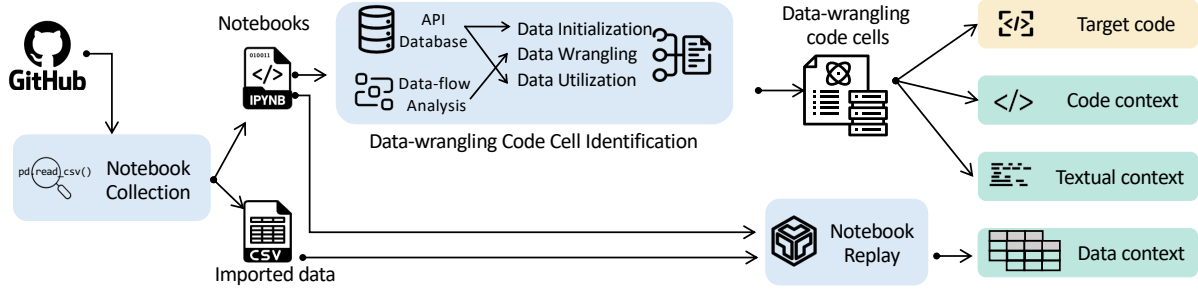 GitHub
pd.read_csv()
Notebook
Collection
Notebooks
010011
</>
IPYNB
CSV
Imported data
API
Database
Data-flow
Analysis
Data Initialization
Data Wrangling
Data Utilization
Data-wrangling Code Cell Identification
Data-wrangling
code cells
Notebook
Replay
</>
Target code
</>
Code context
Textual context
Data context